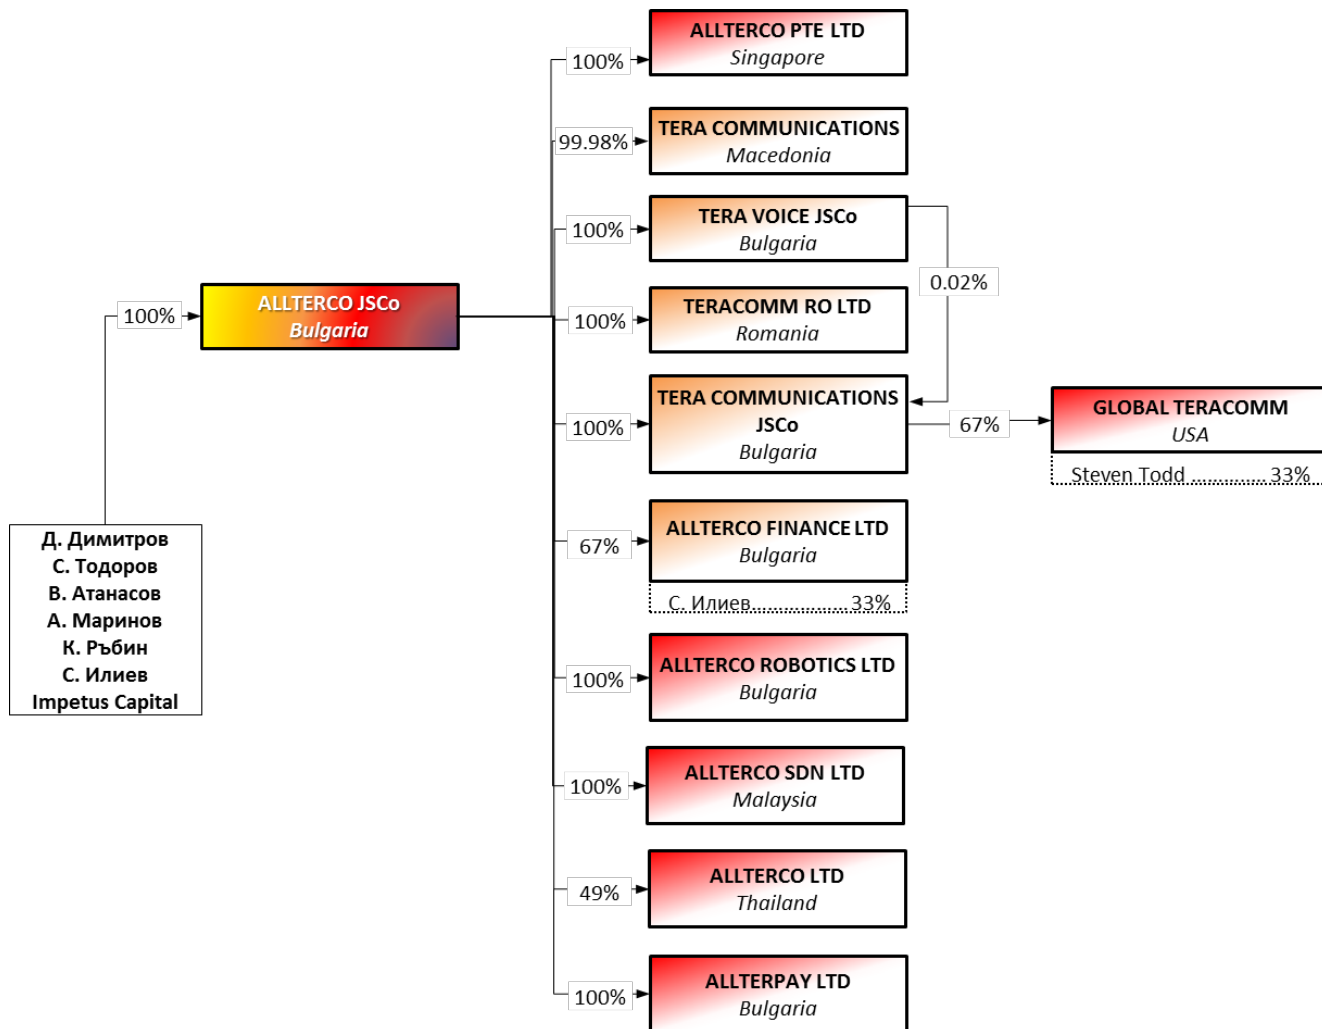 ALLTERCO PTE LTD
Singapore
100%
TERA COMMUNICATIONS
Macedonia
99.98%
TERA VOICE JSCo
Bulgaria
100%
0.02%
ALLTERCO JSCo
Bulgaria
100%
TERACOMM RO LTD
Romania
100%
TERA COMMUNICATIONS
JSCo
Bulgaria
100%
67%
GLOBAL TERACOMM
USA
Steven Todd .............. 33%
Д. Димитров
С. Тодоров
В. Атанасов
А. Маринов
К. Ръбин
С. Илиев
Impetus Capital
ALLTERCO FINANCE LTD
Bulgaria
67%
С. Илиев.................. 33%
ALLTERCO ROBOTICS LTD
Bulgaria
100%
ALLTERCO SDN LTD
Malaysia
100%
ALLTERCO LTD
Thailand
49%
ALLTERPAY LTD
Bulgaria
100%